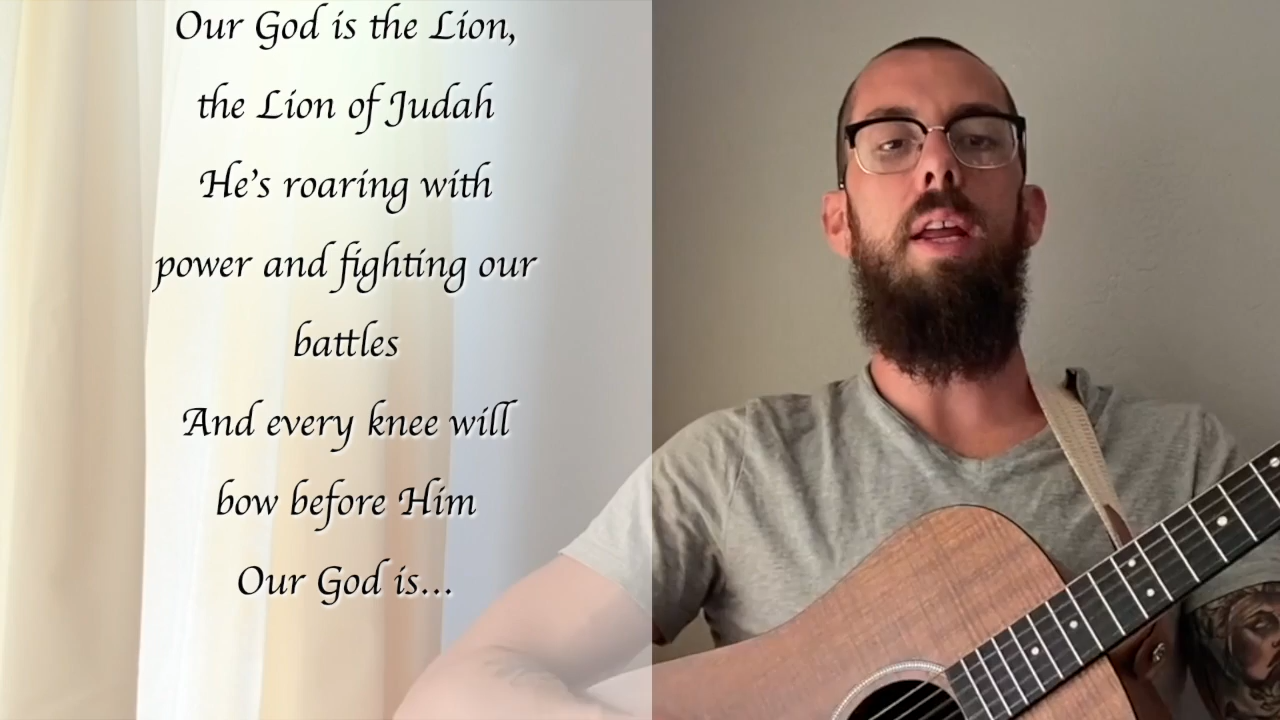 Our God is the Lion,
the Lion of Judah
He's roaring with
power and fighting our
battles
And every knee will
bow before Him
Our God is...